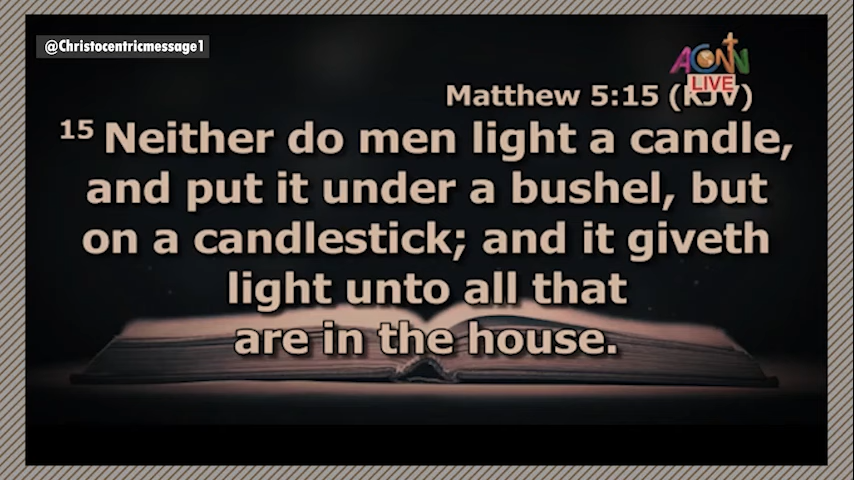 @Christocentricmessage1
ACNN
LIVE
Matthew 5:15 (KJV)
15 Neither do men light a candle,
and put it under a bushel, but
on a candlestick; and it giveth
light unto all that
are in the house.